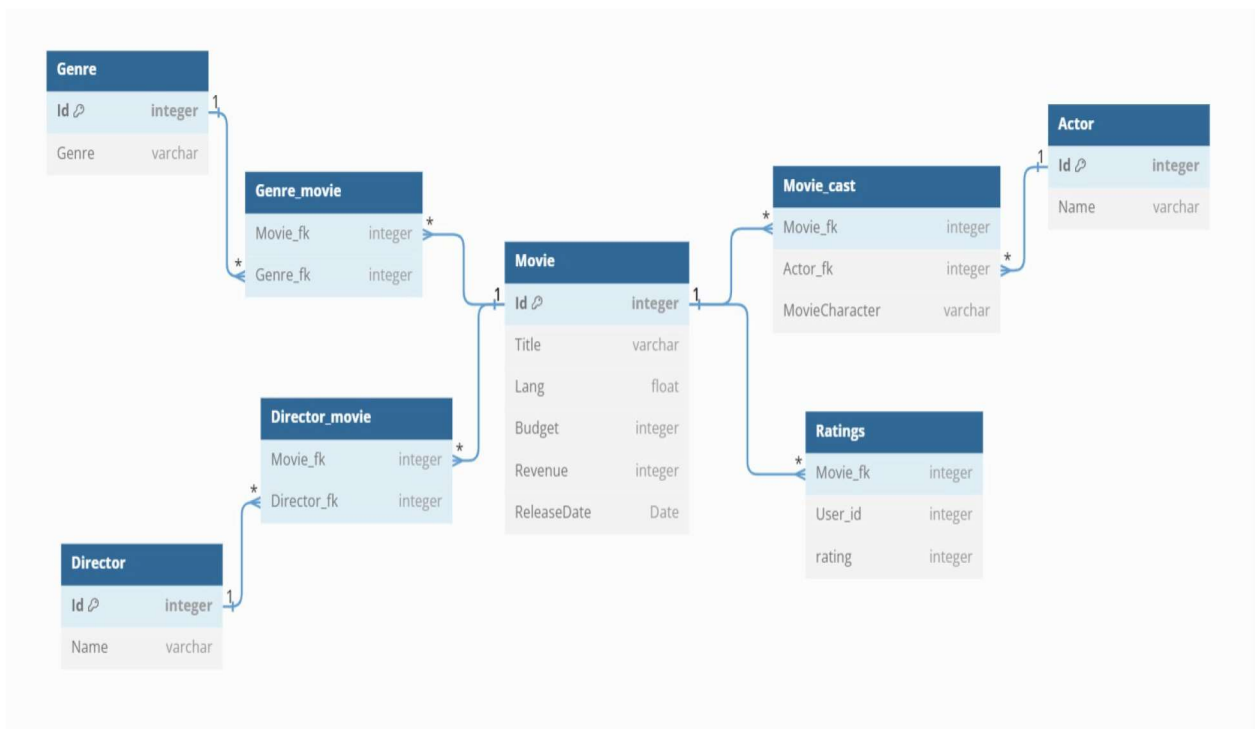 Genre
Id integer
Genre varchar
1
Genre_movie
Movie_fk integer
Genre_fk integer
*
*
Movie
Id integer
Title varchar
Lang float
Budget integer
Revenue integer
ReleaseDate Date
1
1
Director_movie
Movie_fk integer
Director_fk integer
*
*
Director
Id integer
Name varchar
1
Movie_cast
Movie_fk integer
Actor_fk integer
MovieCharacter varchar
*
*
Actor
Id integer
Name varchar
1
Ratings
Movie_fk integer
User_id integer
rating integer
*